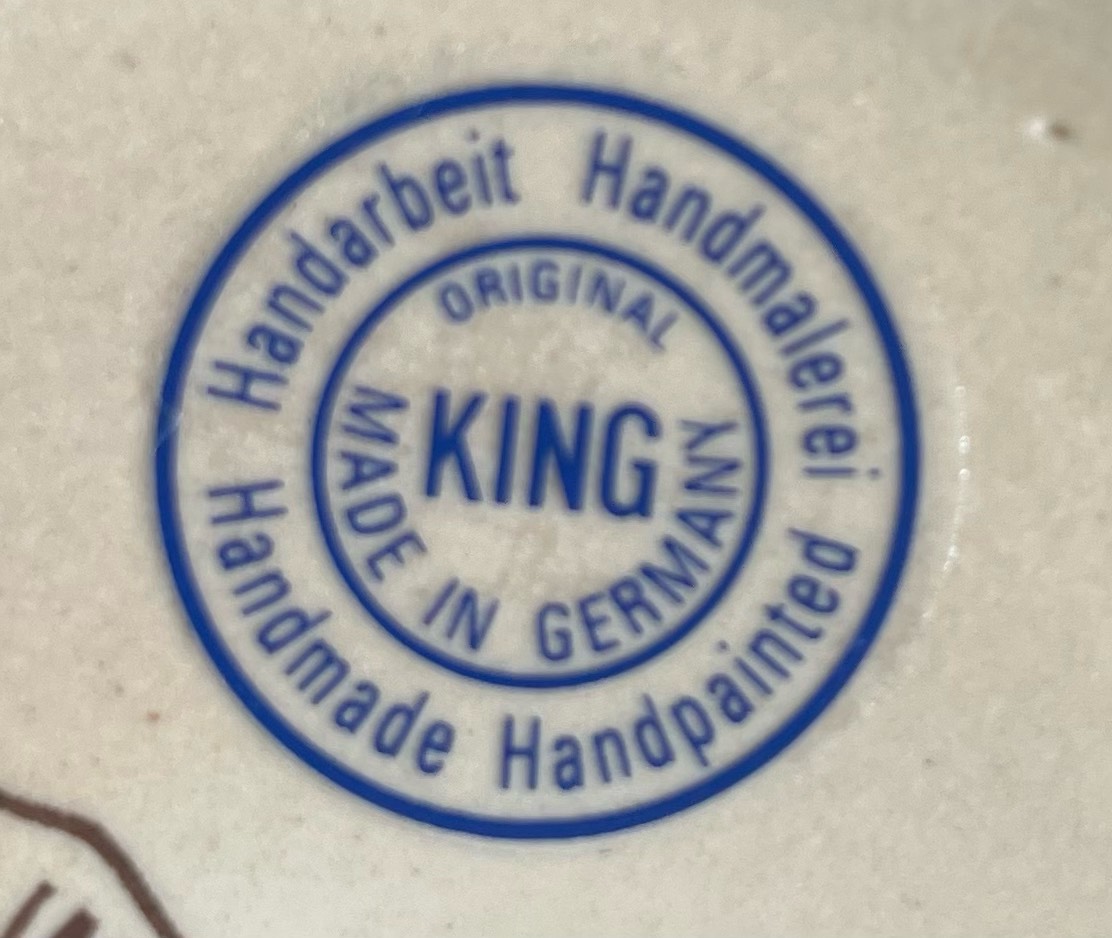 Handarbeit Handmalerei
Handmade Handpainted
ORIGINAL
KING
MADE IN GERMANY